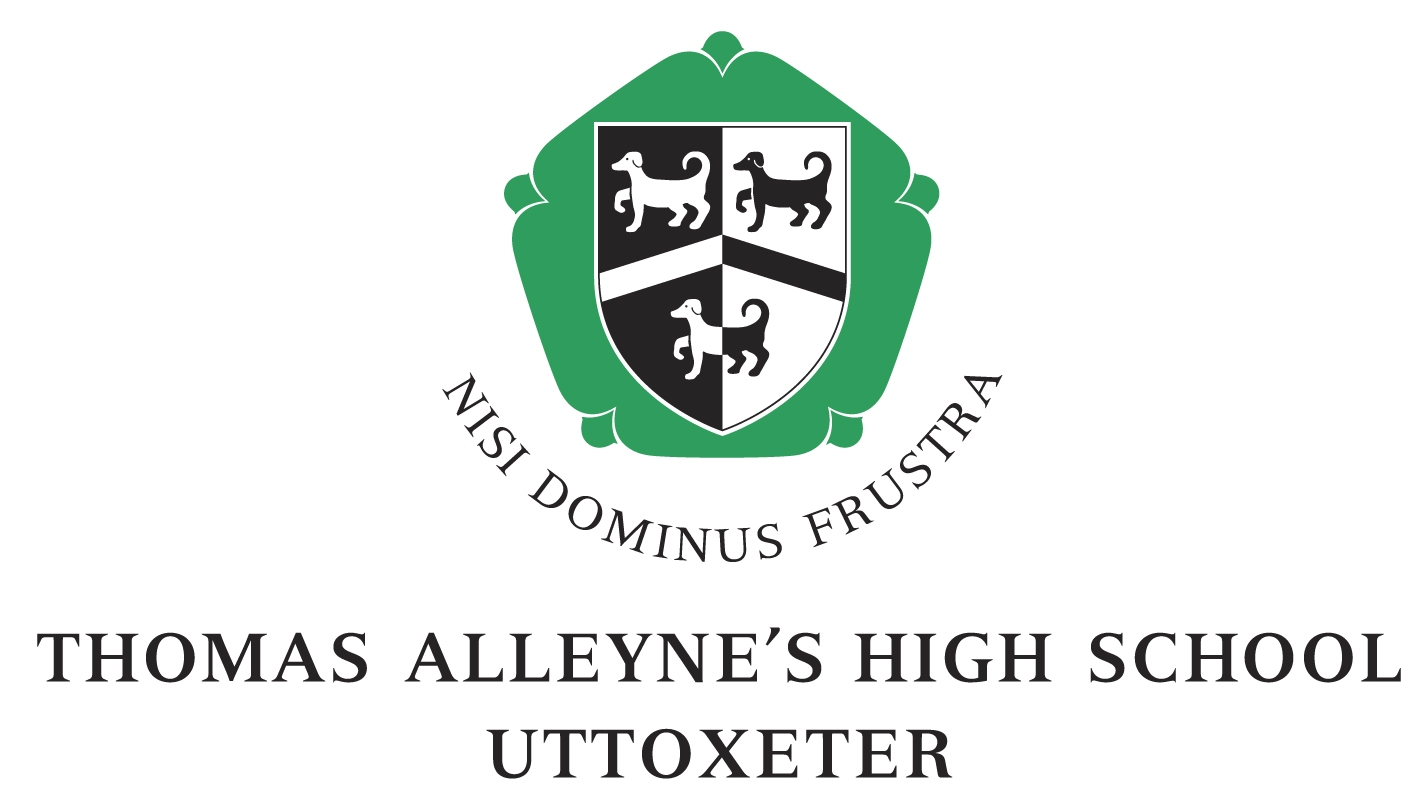 NISI DOMINUS FRUSTRA
THOMAS ALLEYNE'S HIGH SCHOOL
UTTOXETER